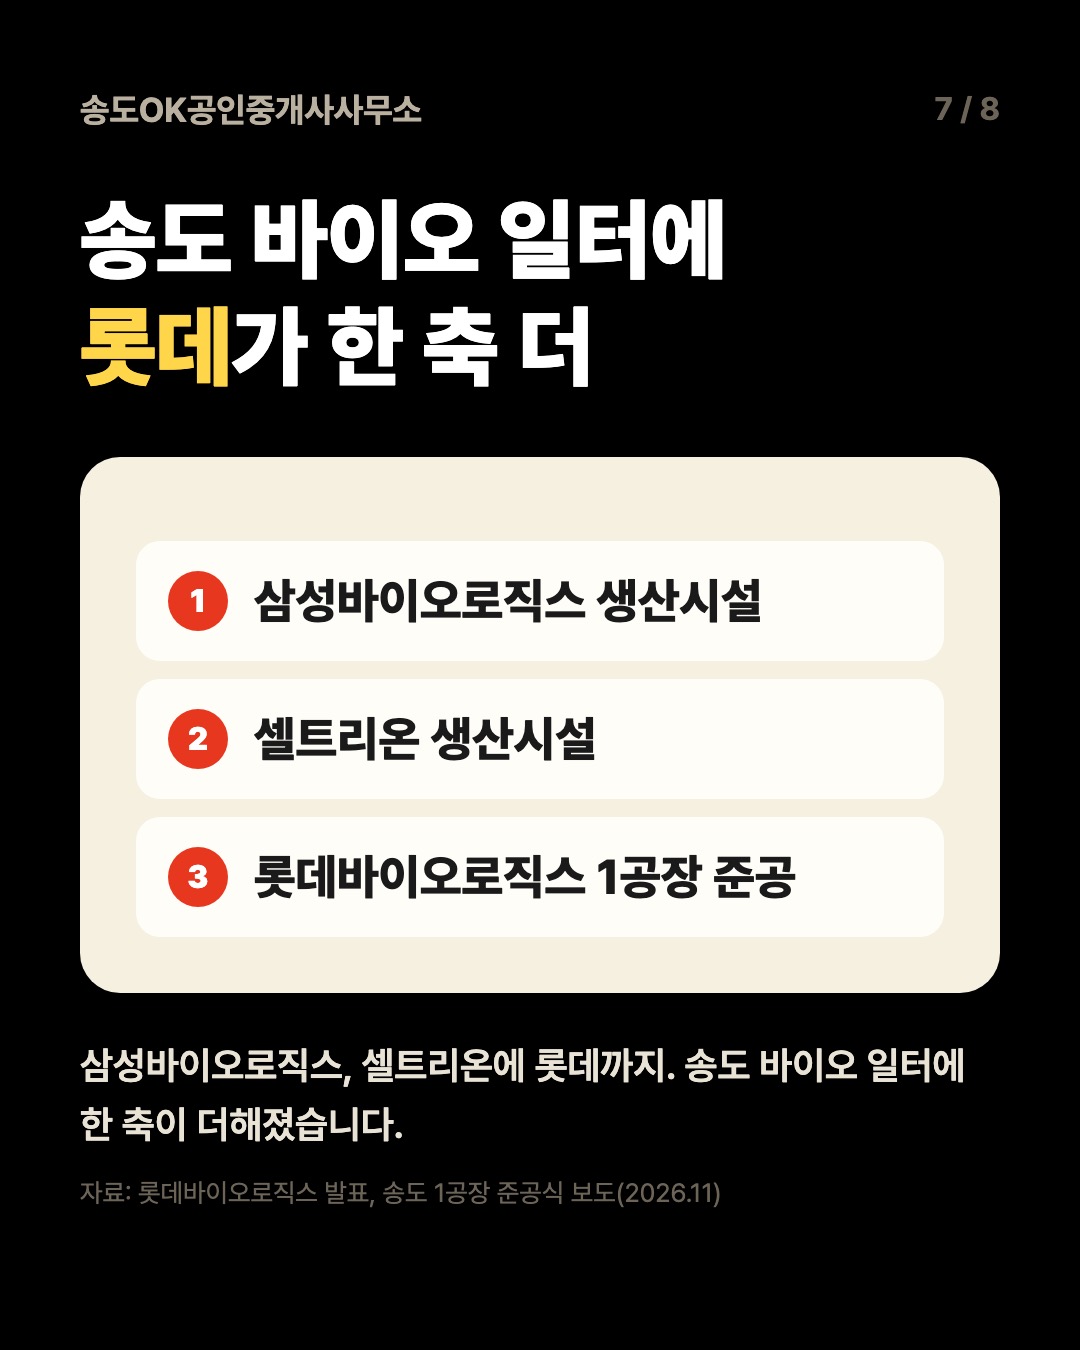 송도OK공인중개사사무소
7 / 8
송도 바이오 일터에
롯데가 한 축 더
1 삼성바이오로직스 생산시설
2 셀트리온 생산시설
3 롯데바이오로직스 1공장 준공
삼성바이오로직스, 셀트리온에 롯데까지. 송도 바이오 일터에
한 축이 더해졌습니다.
자료: 롯데바이오로직스 발표, 송도 1공장 준공식 보도(2026.11)